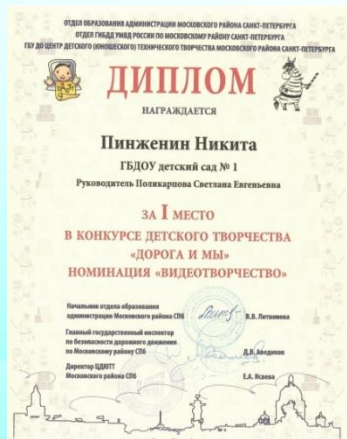 ОТДЕЛ ОБРАЗОВАНИЯ АДМИНИСТРАЦИИ МОСКОВСКОГО РАЙОНА САНКТ-ПЕТЕРБУРГА
ОТДЕЛ ГИБДД УМВД РОССИИ ПО МОСКОВСКОМУ РАЙОНУ САНКТ-ПЕТЕРБУРГА
ГБУ ДО ЦЕНТР ДЕТСКОГО (ЮНОШЕСКОГО) ТЕХНИЧЕСКОГО ТВОРЧЕСТВА МОСКОВСКОГО РАЙОНА САНКТ-ПЕТЕРБУРГА
ДИПЛОМ
НАГРАЖДАЕТСЯ
Пинженин Никита
ГБДОУ детский сад № 1
Руководитель Поликарпова Светлана Евгеньевна
ЗА I МЕСТО
В КОНКУРСЕ ДЕТСКОГО ТВОРЧЕСТВА
«ДОРОГА И МЫ»
НОМИНАЦИЯ «ВИДЕОТВОРЧЕСТВО»
Начальник отдела образования
администрации Московского района СПб В.В. Литвинова
Главный государственный инспектор
по безопасности дорожного движения
по Московскому району СПб Д.В.
Директор ЦДЮТТ
Московского района СПб Е.А. Исаева